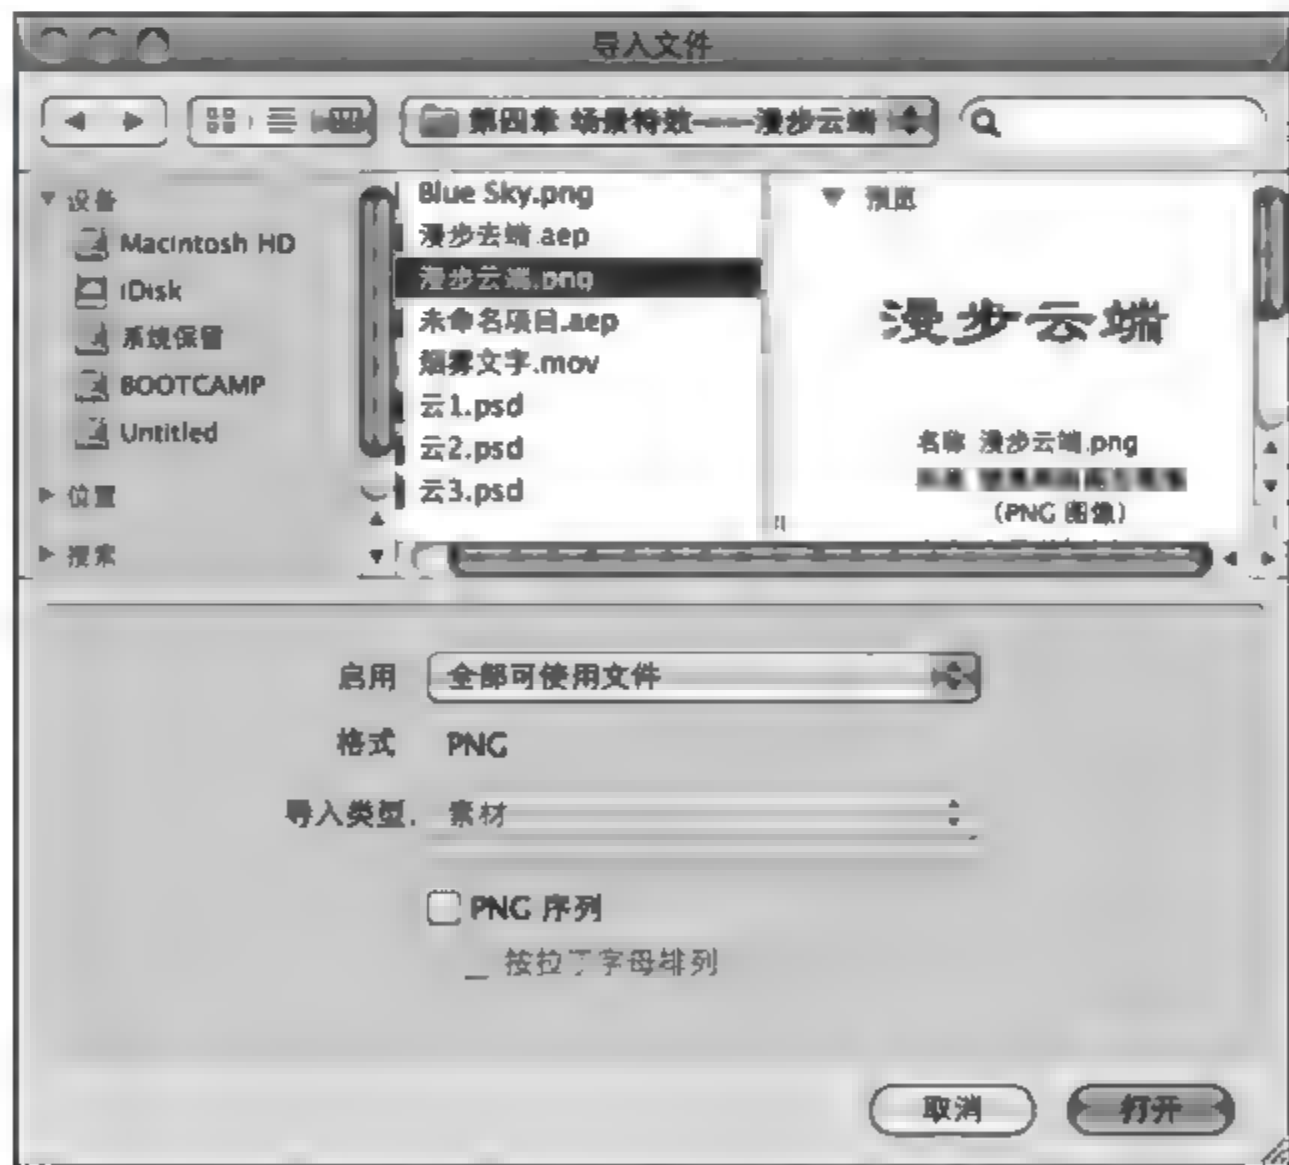 导入文件
第四章 场景特效——漫步云端
设备
Macintosh HD
iDisk
系统保留
BOOTCAMP
Untitled
位置
搜索
Blue Sky.png
漫步去端.aep
漫步云端.png
未命名项目.aep
烟雾文字.mov
云1.psd
云2.psd
云3.psd
预览
漫步云端
名称 漫步云端.png
(PNG 图像)
启用 全部可使用文件
格式 PNG
导入类型. 素材
PNG 序列
按拉丁字母排列
取消 打开